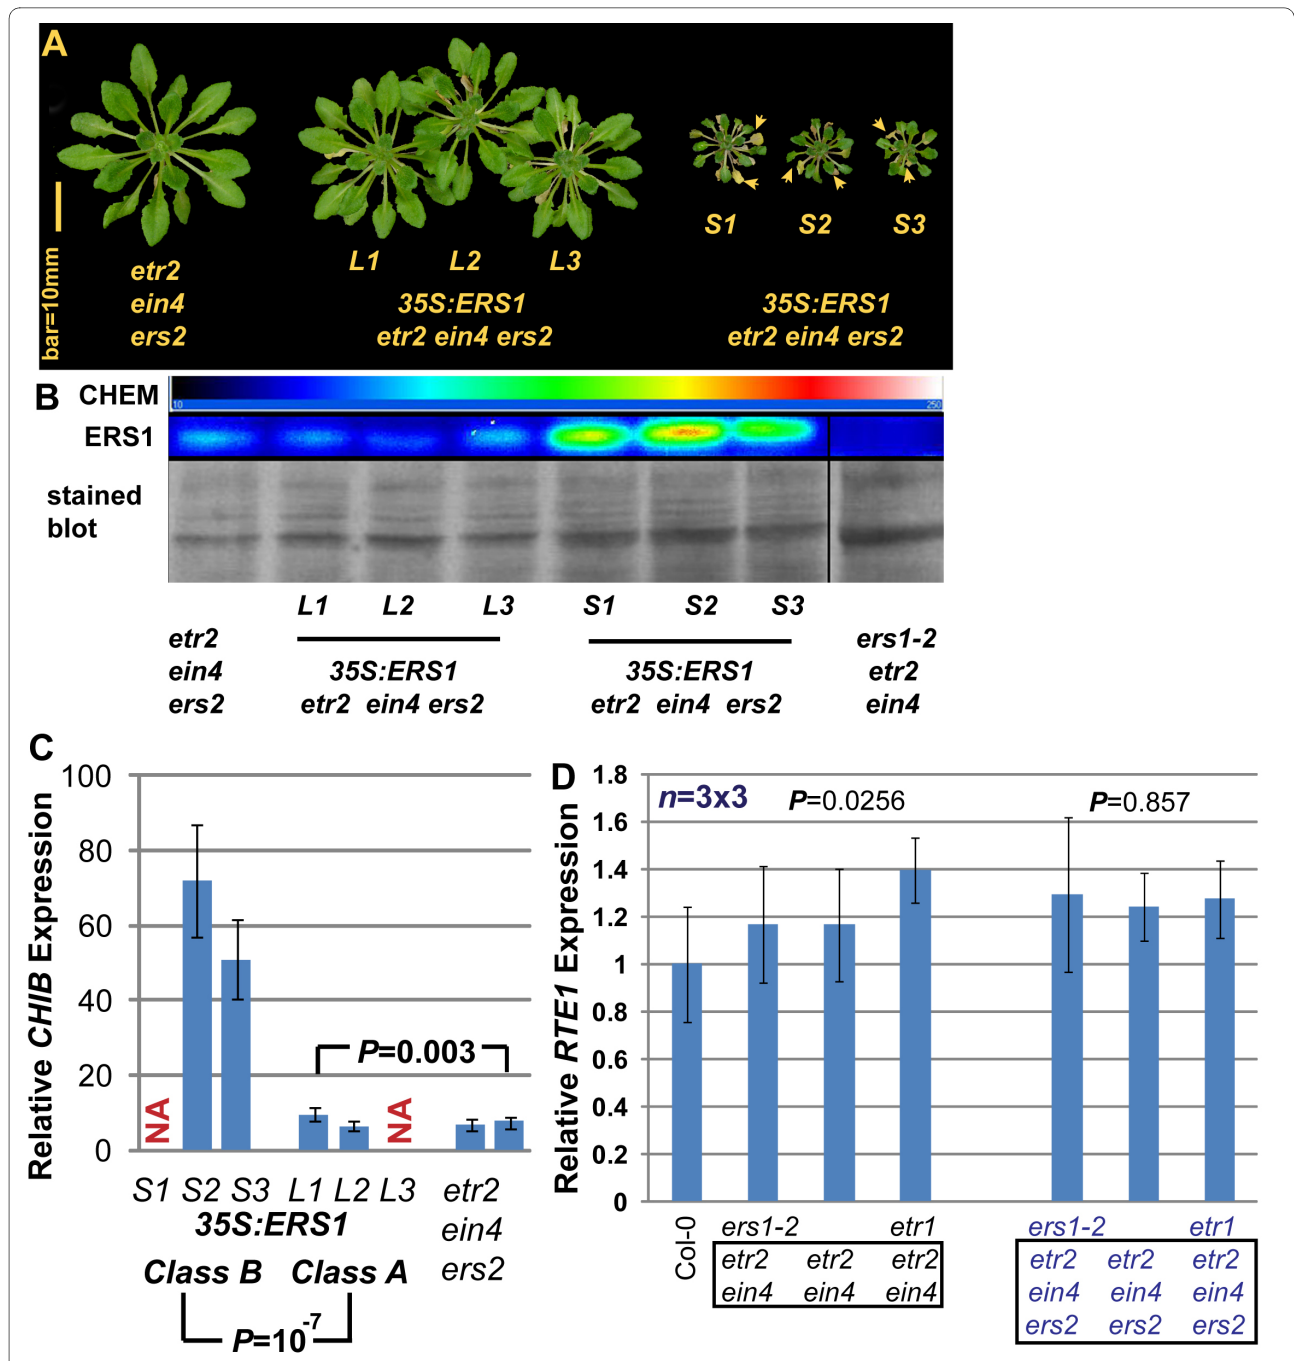 A
bar=10mm
etr2
ein4
ers2
L1 L2 L3
35S:ERS1
etr2 ein4 ers2
S1 S2 S3
35S:ERS1
etr2 ein4 ers2
B CHEM
10 250
ERS1
stained
blot
L1 L2 L3 S1 S2 S3
etr2
ein4
ers2
35S:ERS1
etr2 ein4 ers2
35S:ERS1
etr2 ein4 ers2
ers1-2
etr2
ein4
C
Relative CHIB Expression
100
80
60
40
20
0
NA
P=0.003
NA
S1 S2 S3 L1 L2 L3
35S:ERS1
etr2
ein4
ers2
Class B Class A
P=10-7
D
Relative RTE1 Expression
1.8
1.6
1.4
1.2
1
0.8
0.6
0.4
0.2
0
n=3x3 P=0.0256 P=0.857
Col-0
ers1-2 etr1
etr2 etr2 etr2
ein4 ein4 ein4
ers1-2 etr1
etr2 etr2 etr2
ein4 ein4 ein4
ers2 ers2 ers2